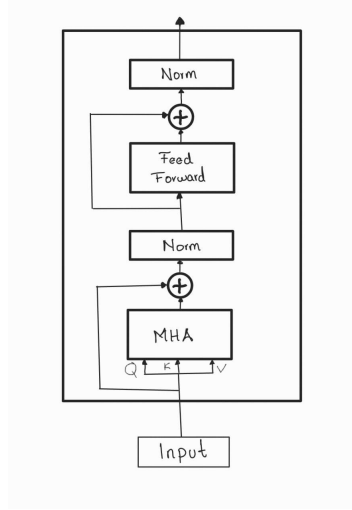 Norm
+
Feed
Forward
Norm
+
MHA
Q K V
Input